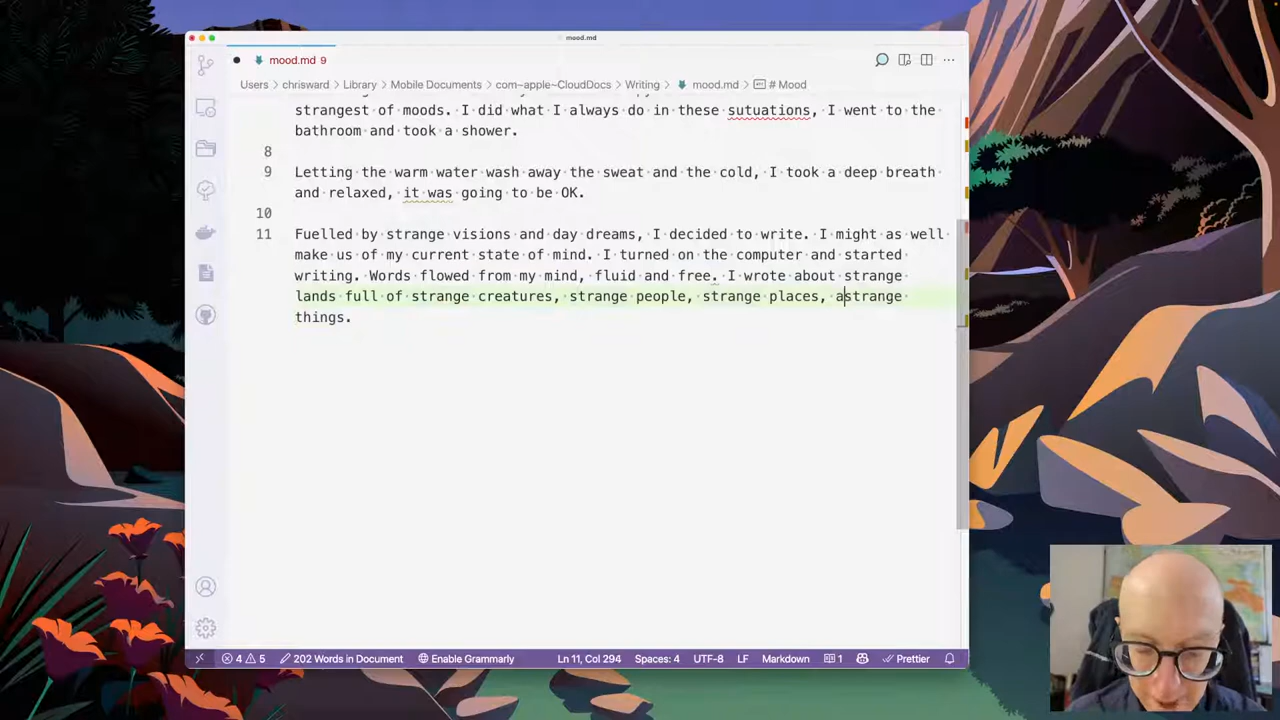 mood.md
mood.md 9
Users › chrisward › Library › Mobile Documents › com~apple~CloudDocs › Writing › mood.md › # Mood
strangest of moods. I did what I always do in these sutuations, I went to the
bathroom and took a shower.
8
9 Letting the warm water wash away the sweat and the cold, I took a deep breath
and relaxed, it was going to be OK.
10
11 Fuelled by strange visions and day dreams, I decided to write. I might as well
make us of my current state of mind. I turned on the computer and started
writing. Words flowed from my mind, fluid and free. I wrote about strange
lands full of strange creatures, strange people, strange places, astrange
things.
4 5 202 Words in Document Enable Grammarly Ln 11, Col 294 Spaces: 4 UTF-8 LF Markdown 1 Prettier